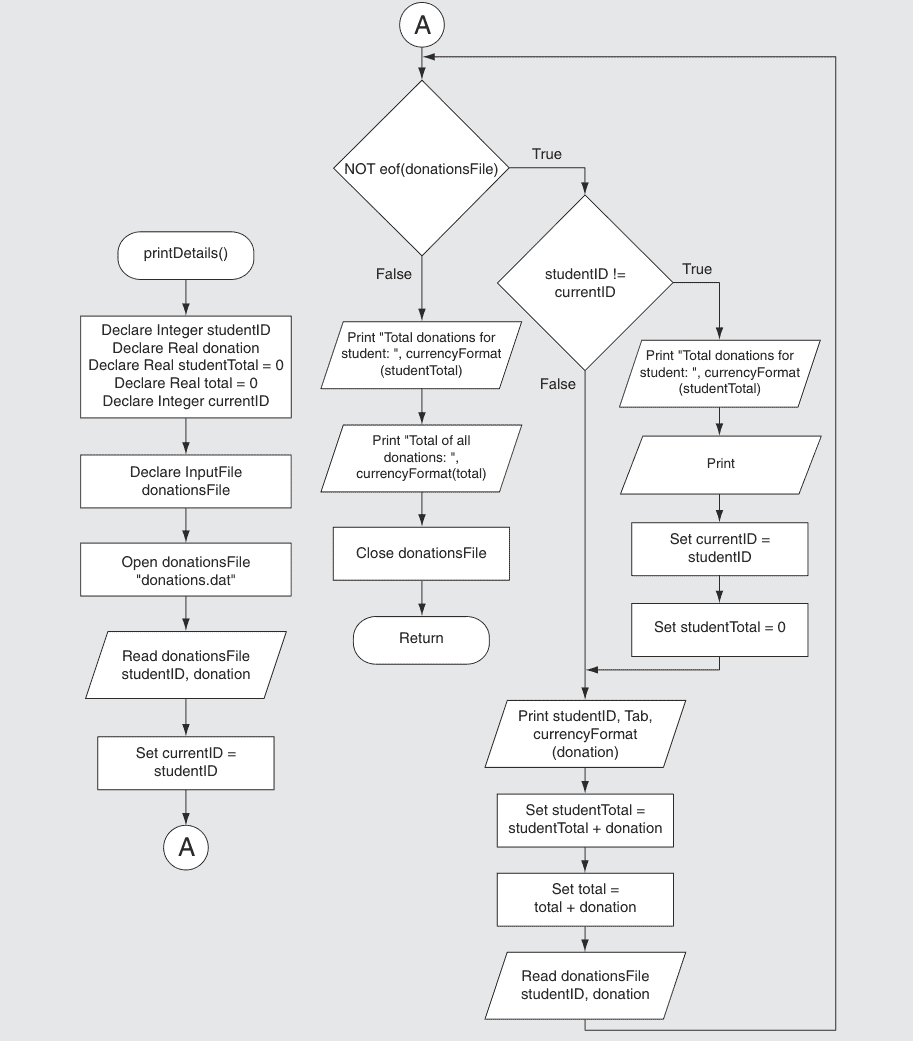 printDetails()
Declare Integer studentID
Declare Real donation
Declare Real studentTotal = 0
Declare Real total = 0
Declare Integer currentID
Declare InputFile
donationsFile
Open donationsFile
"donations.dat"
Read donationsFile
studentID, donation
Set currentID =
studentID
A
A
NOT eof(donationsFile)
True
False
Print "Total donations for
student: ", currencyFormat
(studentTotal)
Print "Total of all
donations: ",
currencyFormat(total)
Close donationsFile
Return
studentID !=
currentID
True
False
Print "Total donations for
student: ", currencyFormat
(studentTotal)
Print
Set currentID =
studentID
Set studentTotal = 0
Print studentID, Tab,
currencyFormat
(donation)
Set studentTotal =
studentTotal + donation
Set total =
total + donation
Read donationsFile
studentID, donation